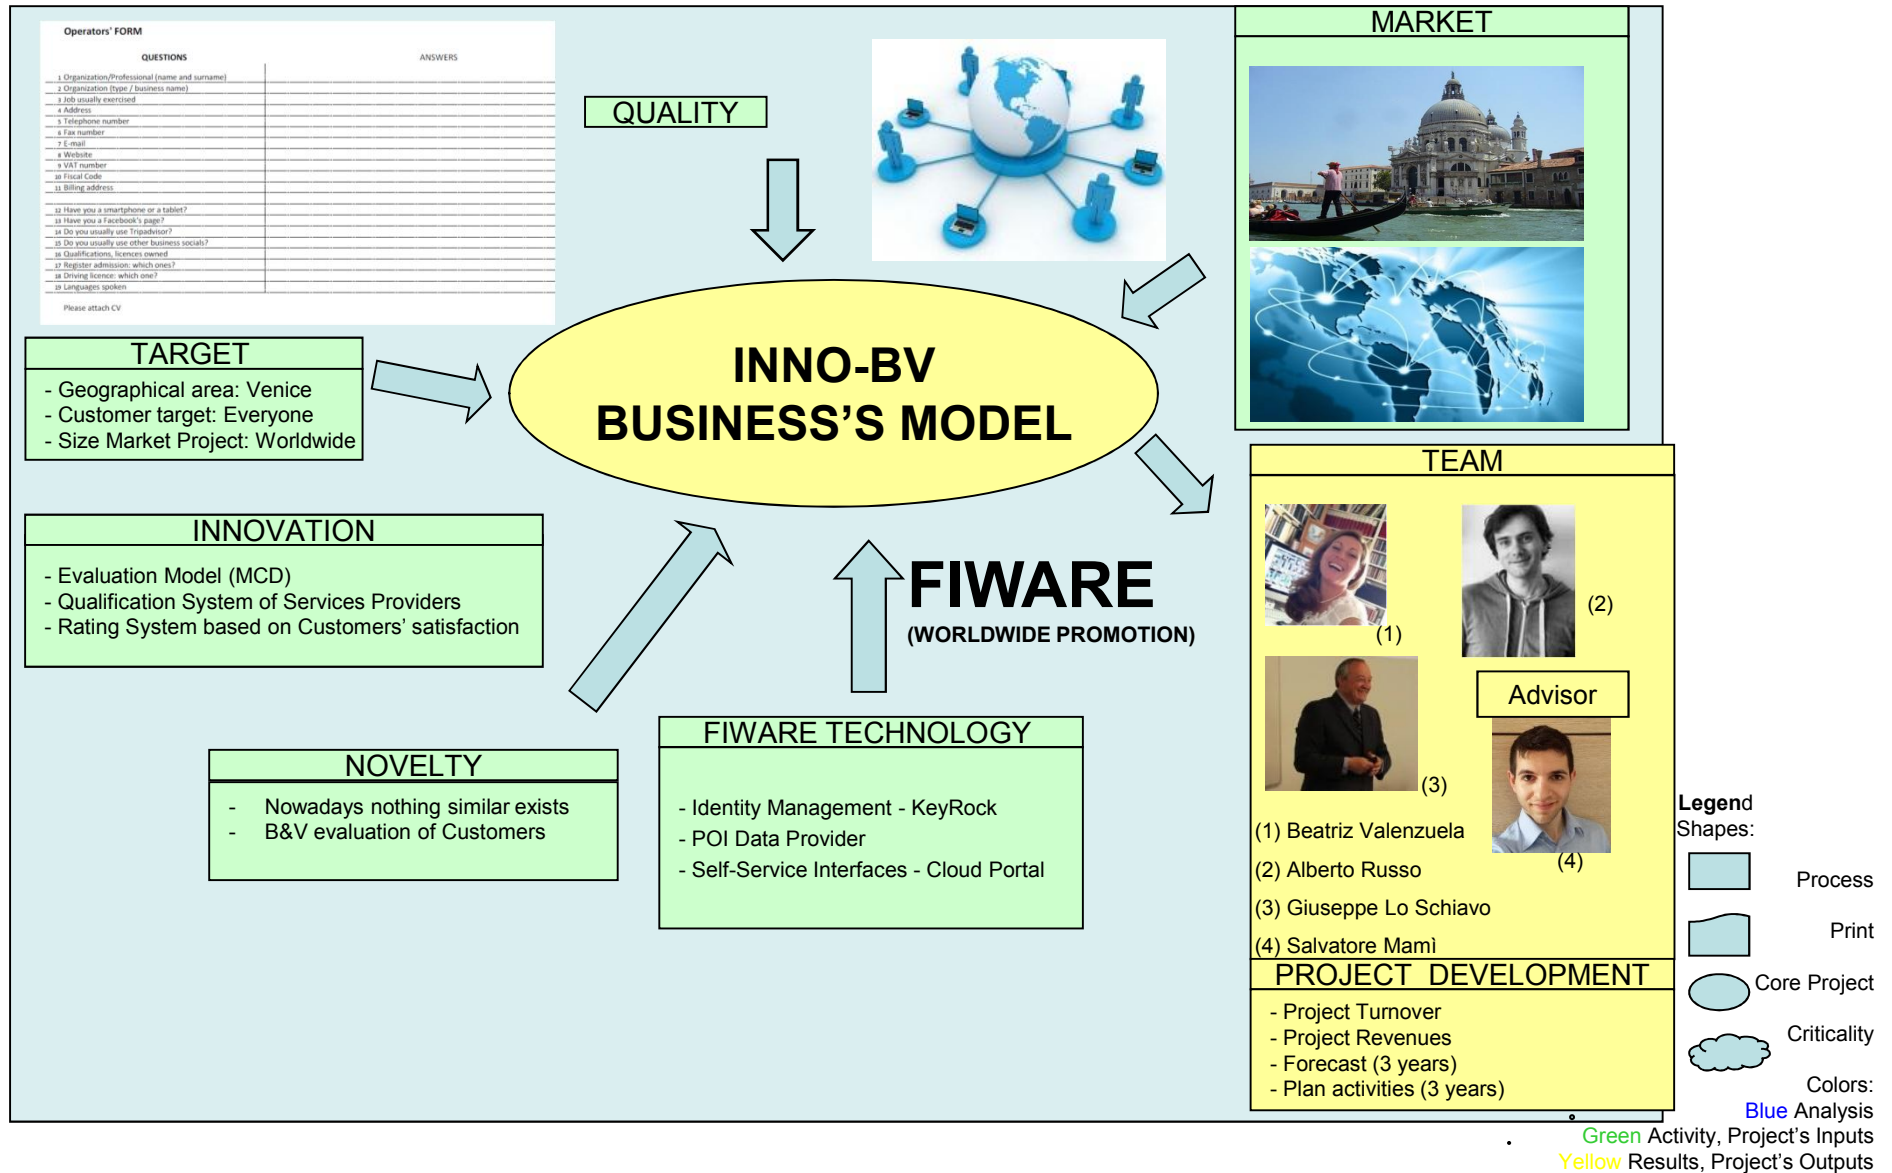 Operators' FORM
QUESTIONS ANSWERS
1 Organization/Professional (name and surname)
2 Organization (type / business name)
3 Job usually exercised
4 Address
5 Telephone number
6 Fax number
7 E-mail
8 Website
9 VAT number
10 Fiscal Code
11 Billing address
12 Have you a smartphone or a tablet?
13 Have you a Facebook's page?
14 Do you usually use Tripadvisor?
15 Do you usually use other business socials?
16 Qualifications, licences owned
17 Register admission: which ones?
18 Driving licence: which one?
19 Languages spoken
Please attach CV
QUALITY
MARKET
TARGET
- Geographical area: Venice
- Customer target: Everyone
- Size Market Project: Worldwide
INNO-BV
BUSINESS’S MODEL
INNOVATION
- Evaluation Model (MCD)
- Qualification System of Services Providers
- Rating System based on Customers’ satisfaction
FIWARE
(WORLDWIDE PROMOTION)
NOVELTY
- Nowadays nothing similar exists
- B&V evaluation of Customers
FIWARE TECHNOLOGY
- Identity Management - KeyRock
- POI Data Provider
- Self-Service Interfaces - Cloud Portal
TEAM
(1)
(2)
(3)
Advisor
(4)
(1) Beatriz Valenzuela
(2) Alberto Russo
(3) Giuseppe Lo Schiavo
(4) Salvatore Mamì
PROJECT DEVELOPMENT
- Project Turnover
- Project Revenues
- Forecast (3 years)
- Plan activities (3 years)
Legend
Shapes:
Process
Print
Core Project
Criticality
Colors:
Blue Analysis
Green Activity, Project’s Inputs
Yellow Results, Project’s Outputs